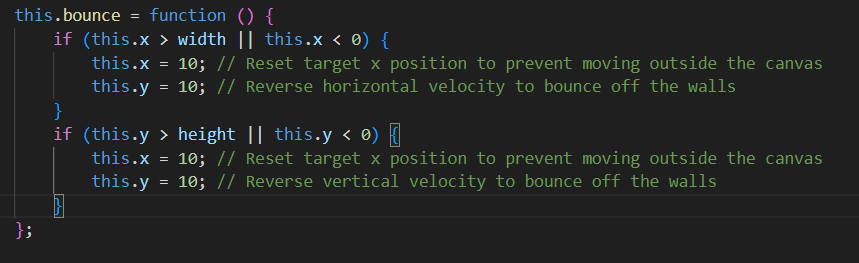 this.bounce = function () {
    if (this.x > width || this.x < 0) {
        this.x = 10; // Reset target x position to prevent moving outside the canvas
        this.y = 10; // Reverse horizontal velocity to bounce off the walls
    }
    if (this.y > height || this.y < 0) {
        this.x = 10; // Reset target x position to prevent moving outside the canvas
        this.y = 10; // Reverse vertical velocity to bounce off the walls
    }
};